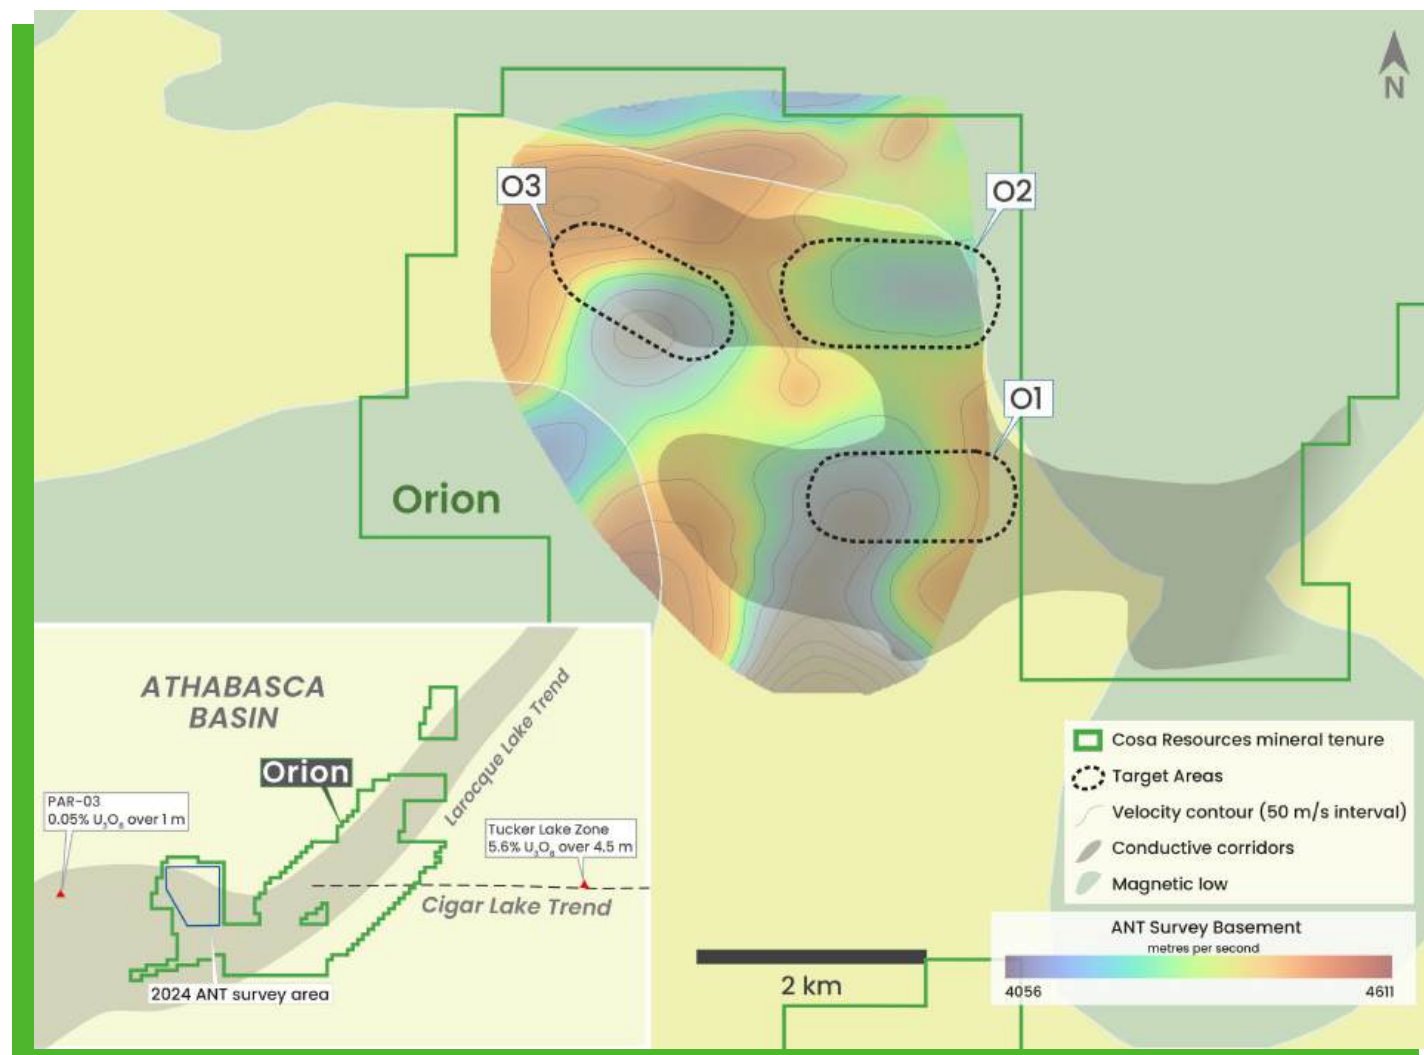 N
O3
O2
O1
Orion
ATHABASCA
BASIN
Orion
Larocque Lake Trend
PAR-03
0.05% U₃O₈ over 1 m
Tucker Lake Zone
5.6% U₃O₈ over 4.5 m
Cigar Lake Trend
2024 ANT survey area
2 km
Cosa Resources mineral tenure
Target Areas
Velocity contour (50 m/s interval)
Conductive corridors
Magnetic low
ANT Survey Basement
metres per second
4056
4611